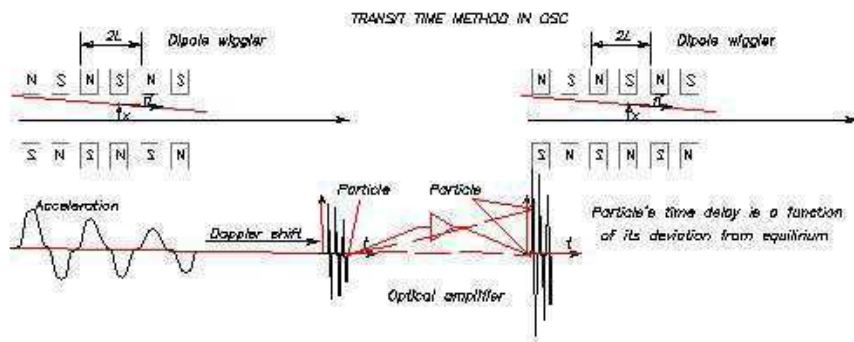 TRANSIT TIME METHOD IN OSC
2L Dipole wiggler 2L Dipole wiggler
N S N S N S N S N S N S
x x
S N S N S N S N S N S N
Acceleration Particle Particle
Particle's time delay is a function
of its deviation from equilirium
Doppler shift t t
Optical amplifier